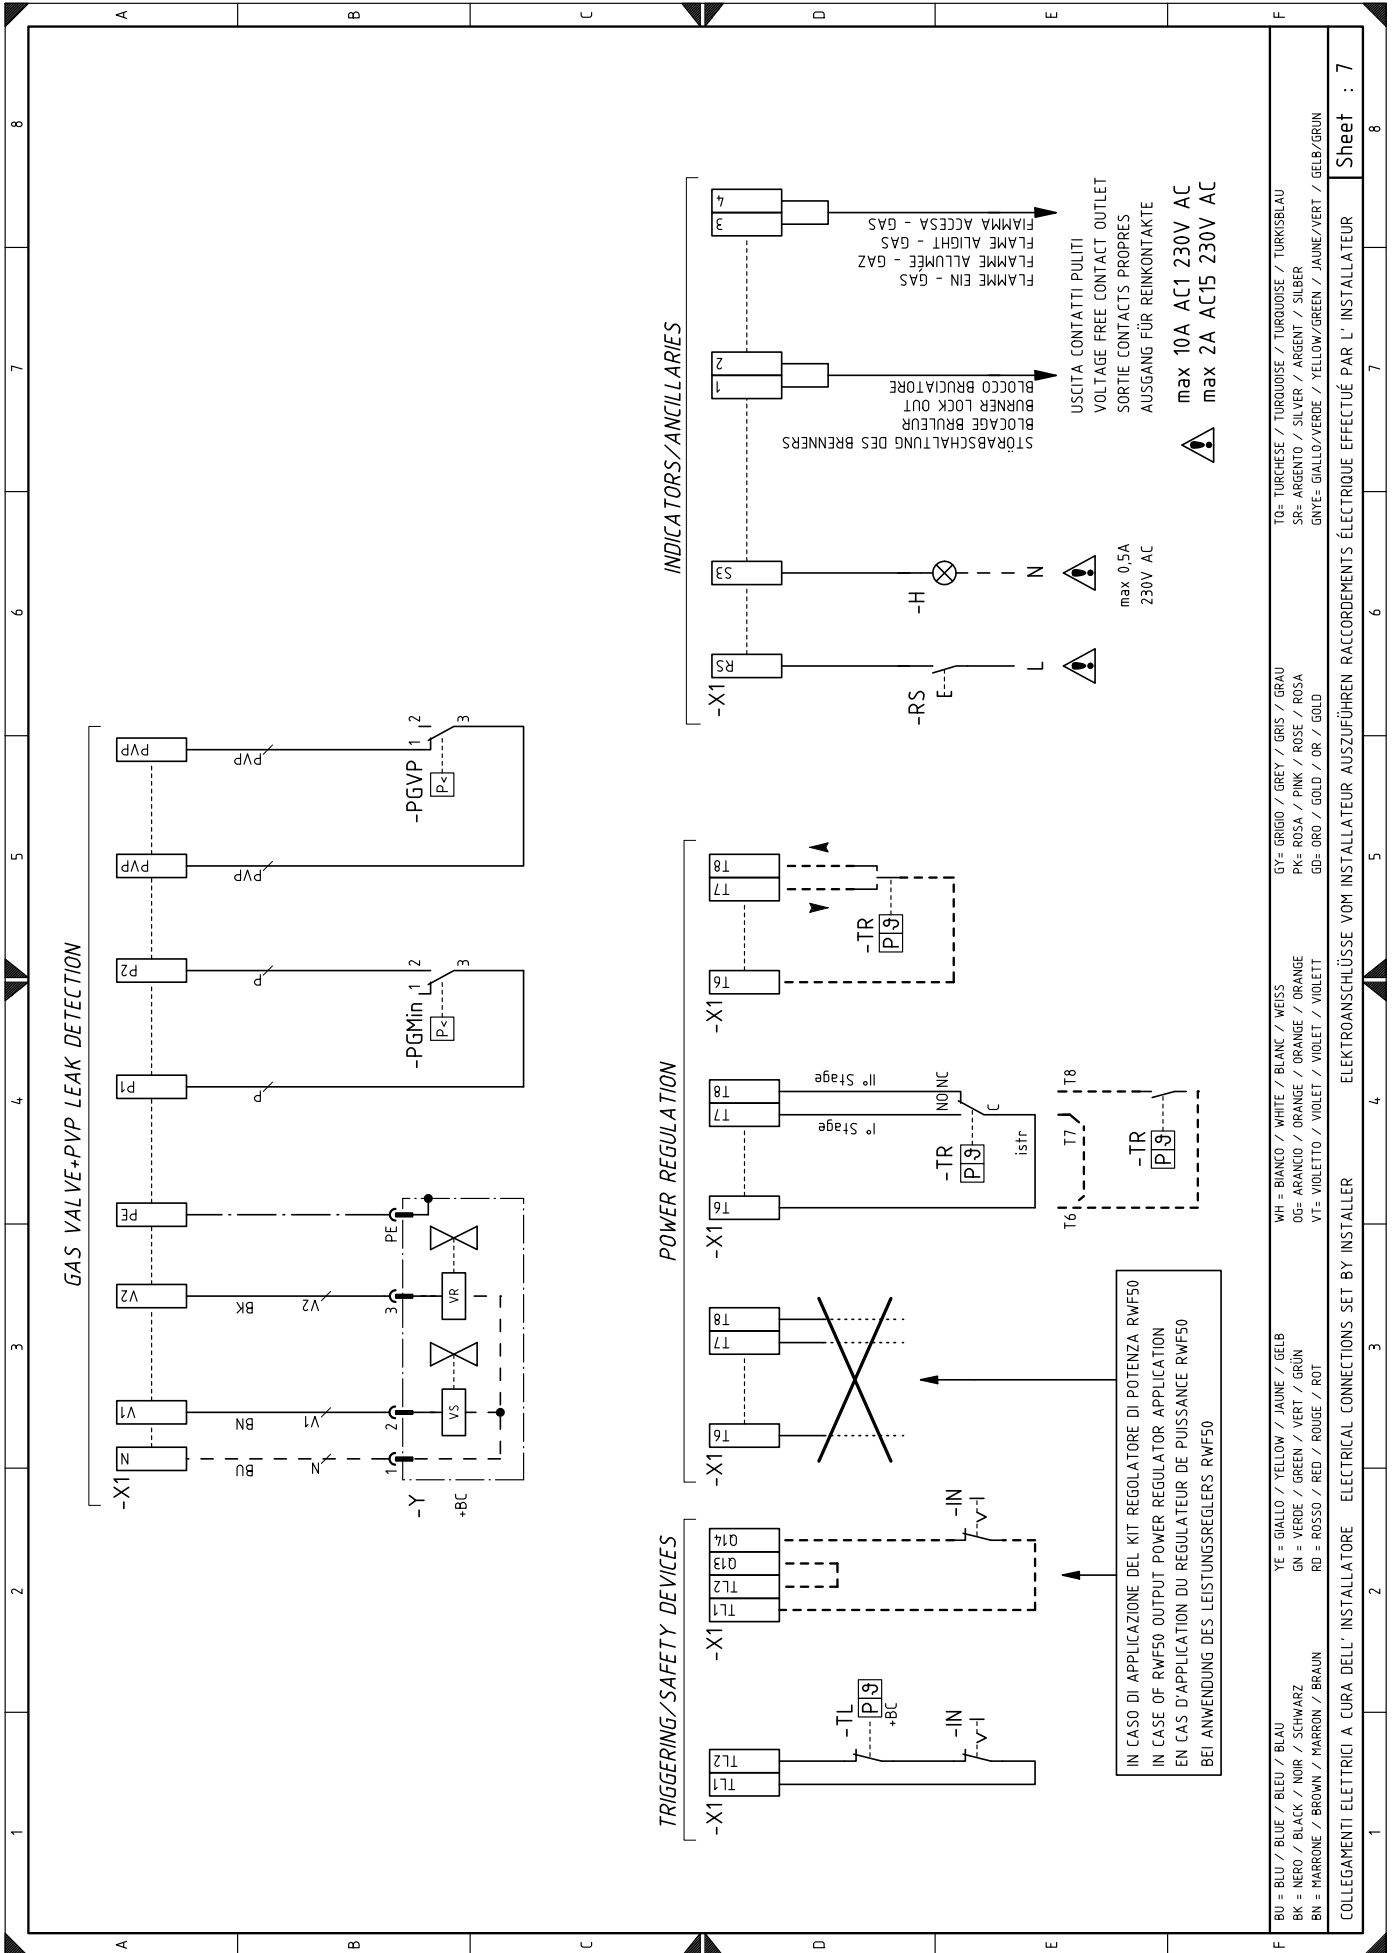 1
2
3
4
5
6
7
8
A
B
C
D
E
F
GAS VALVE+PVP LEAK DETECTION
-X1
N
V1
V2
PE
P1
P2
PVP
PVP
BU
BN
BK
N
V1
V2
P
P
PVP
PVP
1
2
3
PE
-Y
+BC
VS
VR
-PGMin
P<
1
2
3
-PGVP
P<
1
2
3
TRIGGERING/SAFETY DEVICES
-X1
TL1
TL2
-TL
P ϑ
+BC
-IN
-X1
TL1
TL2
Q13
Q14
-IN
POWER REGULATION
-X1
T6
T7
T8
-X1
T6
T7
T8
I° Stage
II° Stage
NO
NC
C
-TR
P ϑ
istr
T6
T7
T8
-TR
P ϑ
-X1
T6
T7
T8
-TR
P ϑ
IN CASO DI APPLICAZIONE DEL KIT REGOLATORE DI POTENZA RWF50
IN CASE OF RWF50 OUTPUT POWER REGULATOR APPLICATION
EN CAS D'APPLICATION DU REGULATEUR DE PUISSANCE RWF50
BEI ANWENDUNG DES LEISTUNGSREGLERS RWF50
INDICATORS/ANCILLARIES
-X1
RS
S3
1
2
3
4
-RS
L
-H
N
max 0,5A
230V AC
STÖRABSCHALTUNG DES BRENNERS
BLOCAGE BRULEUR
BURNER LOCK OUT
BLOCCO BRUCIATORE
FLAMME EIN - GAS
FLAMME ALLUMÉE - GAZ
FLAME ALIGHT - GAS
FIAMMA ACCESA - GAS
USCITA CONTATTI PULITI
VOLTAGE FREE CONTACT OUTLET
SORTIE CONTACTS PROPRES
AUSGANG FÜR REINKONTAKTE
max 10A AC1 230V AC
max 2A AC15 230V AC
BU = BLU / BLUE / BLEU / BLAU
BK = NERO / BLACK / NOIR / SCHWARZ
BN = MARRONE / BROWN / MARRON / BRAUN
YE = GIALLO / YELLOW / JAUNE / GELB
GN = VERDE / GREEN / VERT / GRÜN
RD = ROSSO / RED / ROUGE / ROT
WH = BIANCO / WHITE / BLANC / WEISS
OG= ARANCIO / ORANGE / ORANGE / ORANGE
VT= VIOLETTO / VIOLET / VIOLET / VIOLETT
GY= GRIGIO / GREY / GRIS / GRAU
PK= ROSA / PINK / ROSE / ROSA
GD= ORO / GOLD / OR / GOLD
TQ= TURCHESE / TURQUOISE / TURQUOISE / TURKISBLAU
SR= ARGENTO / SILVER / ARGENT / SILBER
GNYE= GIALLO/VERDE / YELLOW/GREEN / JAUNE/VERT / GELB/GRUN
COLLEGAMENTI ELETTRICI A CURA DELL' INSTALLATORE ELECTRICAL CONNECTIONS SET BY INSTALLER ELEKTROANSCHLÜSSE VOM INSTALLATEUR AUSZUFÜHREN RACCORDEMENTS ÉLECTRIQUE EFFECTUÉ PAR L' INSTALLATEUR
Sheet : 7
1
2
3
4
5
6
7
8
A
B
C
D
E
F